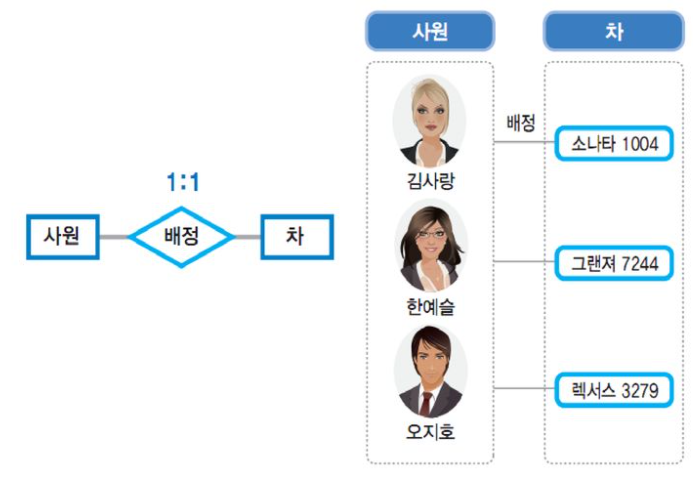 사원
차
배정
소나타 1004
김사랑
1:1
사원
배정
차
그랜져 7244
한예슬
렉서스 3279
오지호